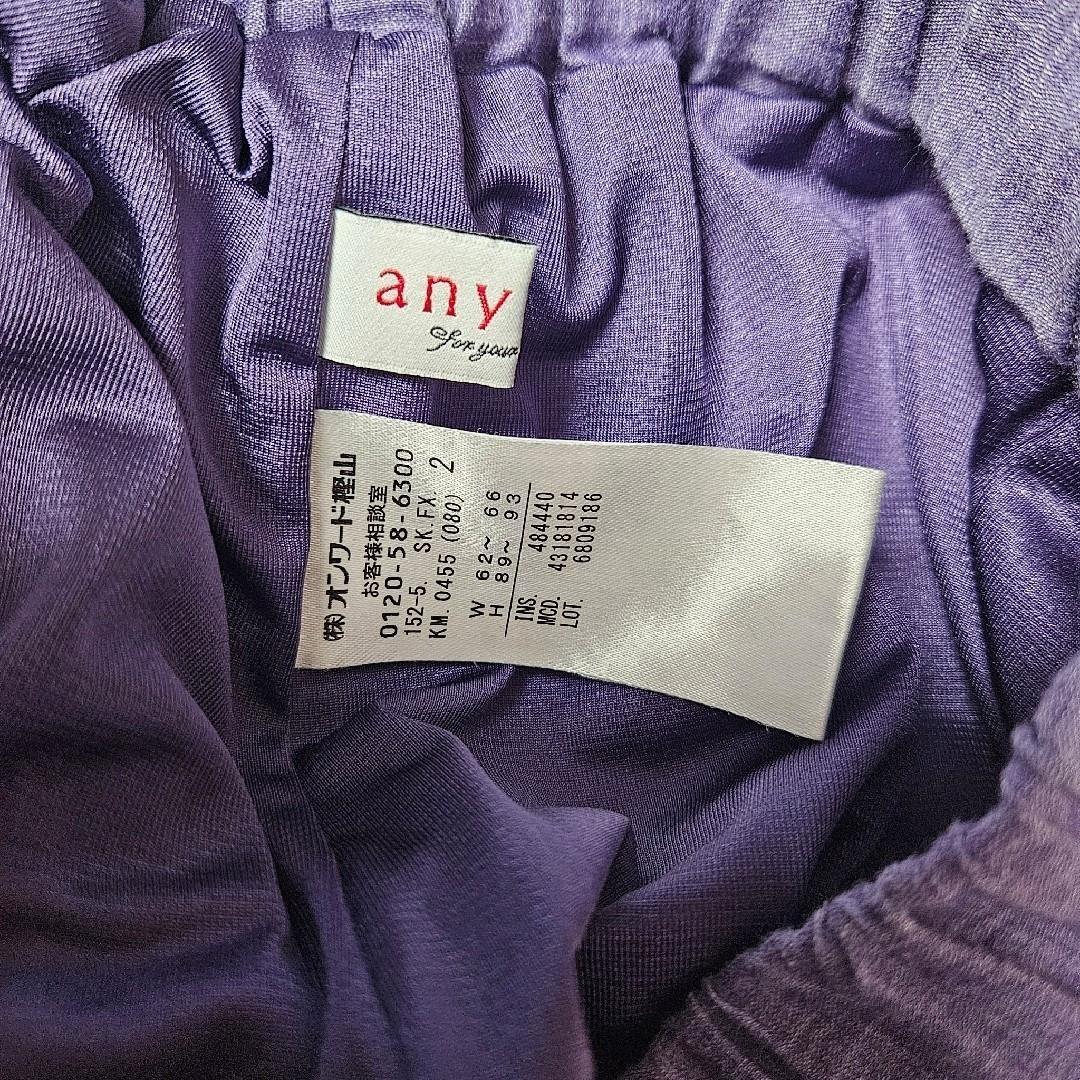 any
for your
(株)オンワード樫山
お客様相談室
0120-58-6300
152-5. SK.FX 2
KM.0455 (080)
W 62～ 66
H 89～ 93
INS. 484440
MCD. 43181814
LOT. 6809186